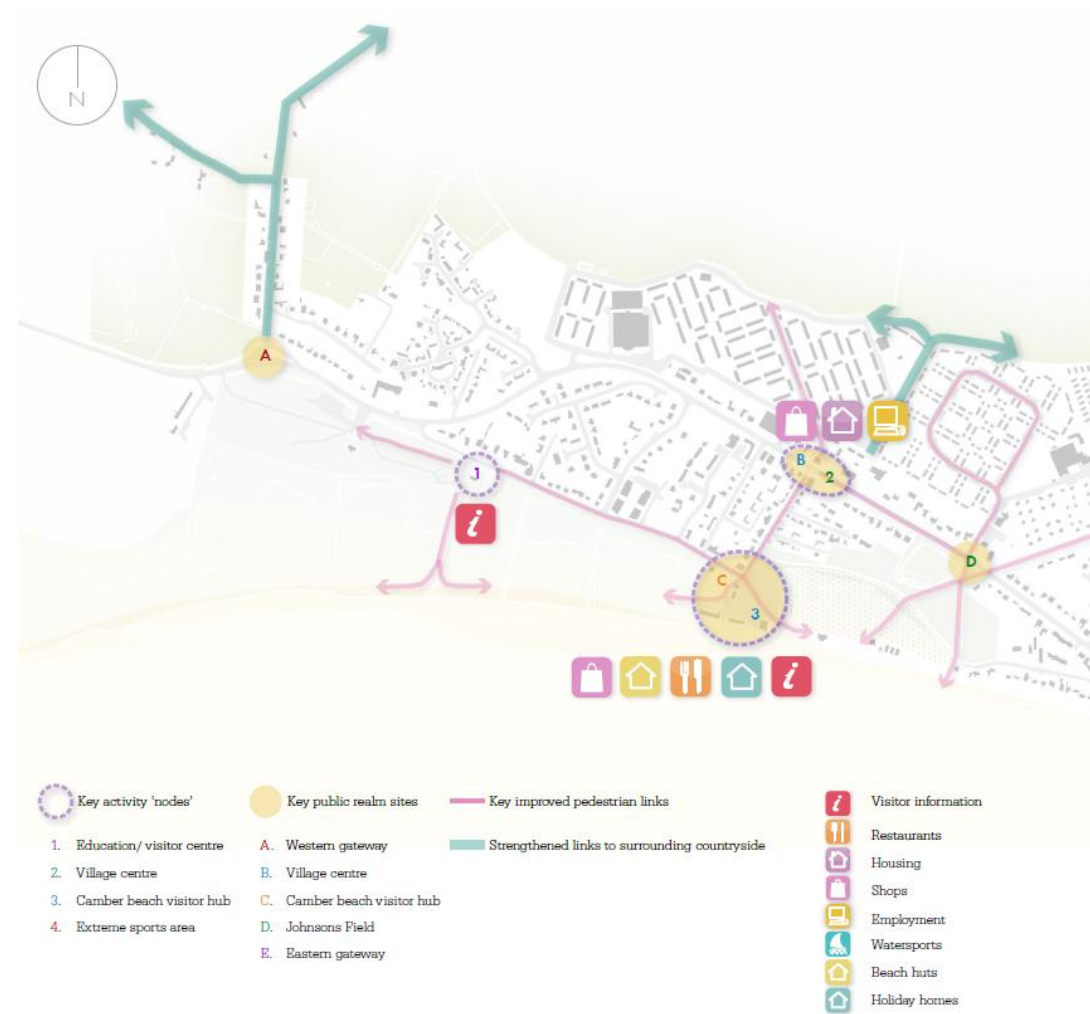 N
A
B
2
1
i
C
3
D
i
Key activity 'nodes'
1. Education/ visitor centre
2. Village centre
3. Camber beach visitor hub
4. Extreme sports area
Key public realm sites
A. Western gateway
B. Village centre
C. Camber beach visitor hub
D. Johnsons Field
E. Eastern gateway
Key improved pedestrian links
Strengthened links to surrounding countryside
i Visitor information
Restaurants
Housing
Shops
Employment
Watersports
Beach huts
Holiday homes